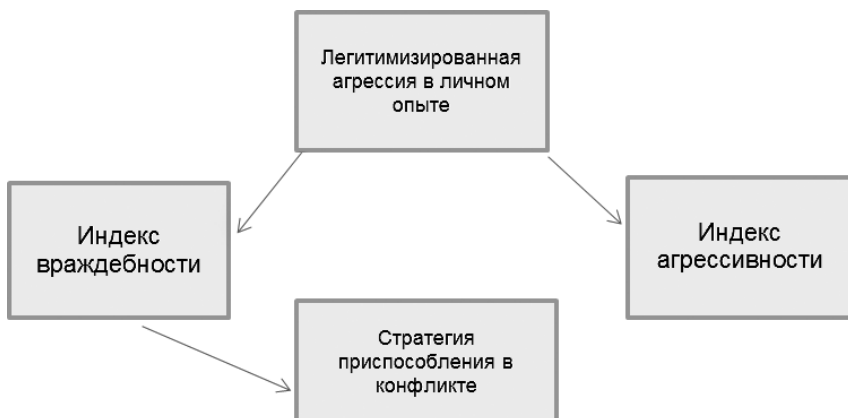 Легитимизированная
агрессия в личном
опыте
Индекс
враждебности
Индекс
агрессивности
Стратегия
приспособления в
конфликте